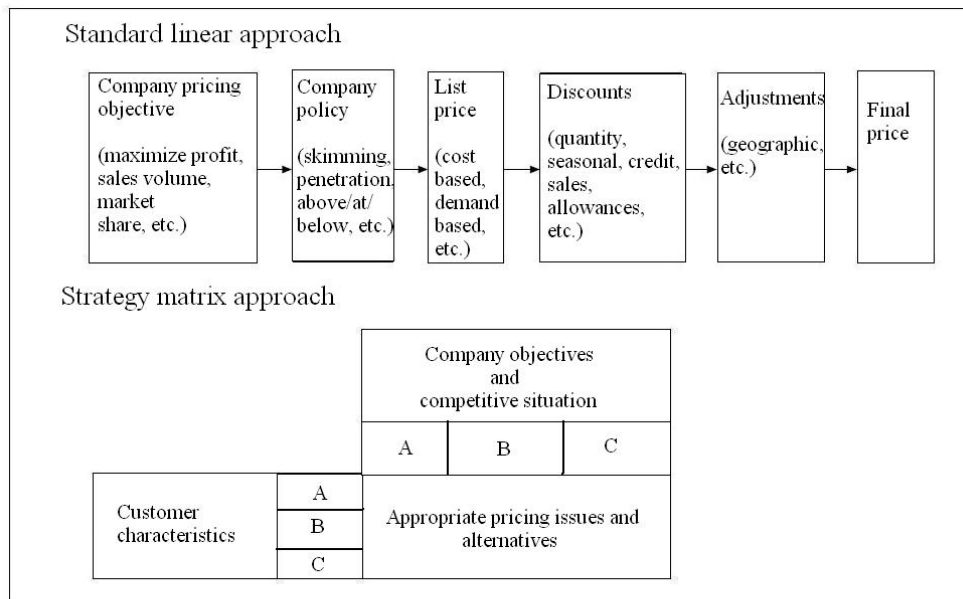 Standard linear approach
Company pricing
objective
(maximize profit,
sales volume,
market
share, etc.)
Company
policy
(skimming,
penetration,
above/at/
below, etc.)
List
price
(cost
based,
demand
based,
etc.)
Discounts
(quantity,
seasonal, credit,
sales,
allowances,
etc.)
Adjustments
(geographic,
etc.)
Final
price
Strategy matrix approach
Company objectives
and
competitive situation
A
B
C
Customer
characteristics
A
B
C
Appropriate pricing issues and
alternatives